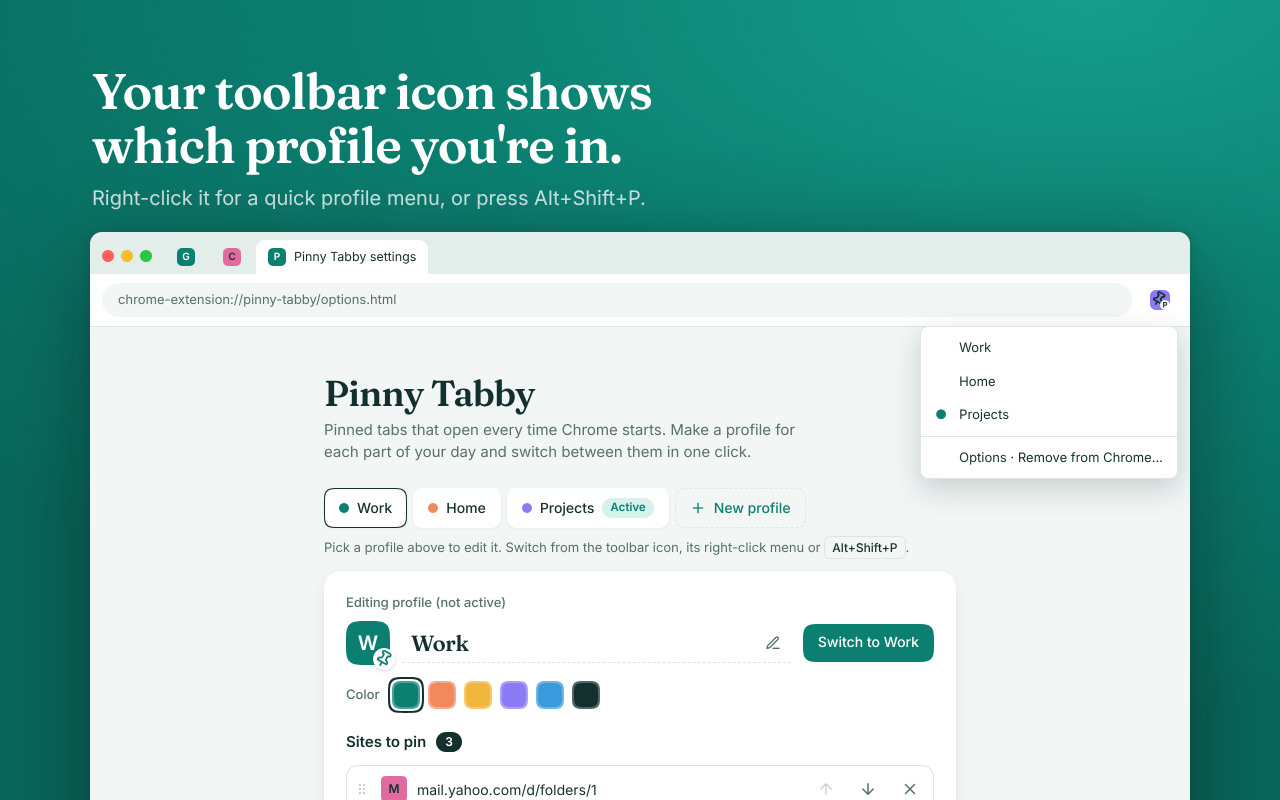 Your toolbar icon shows
which profile you're in.
Right-click it for a quick profile menu, or press Alt+Shift+P.
G
C
P
Pinny Tabby settings
chrome-extension://pinny-tabby/options.html
P
Work
Home
Projects
Options · Remove from Chrome...
Pinny Tabby
Pinned tabs that open every time Chrome starts. Make a profile for
each part of your day and switch between them in one click.
Work
Home
Projects Active
+ New profile
Pick a profile above to edit it. Switch from the toolbar icon, its right-click menu or Alt+Shift+P.
Editing profile (not active)
W
Work
Switch to Work
Color
Sites to pin 3
M
mail.yahoo.com/d/folders/1